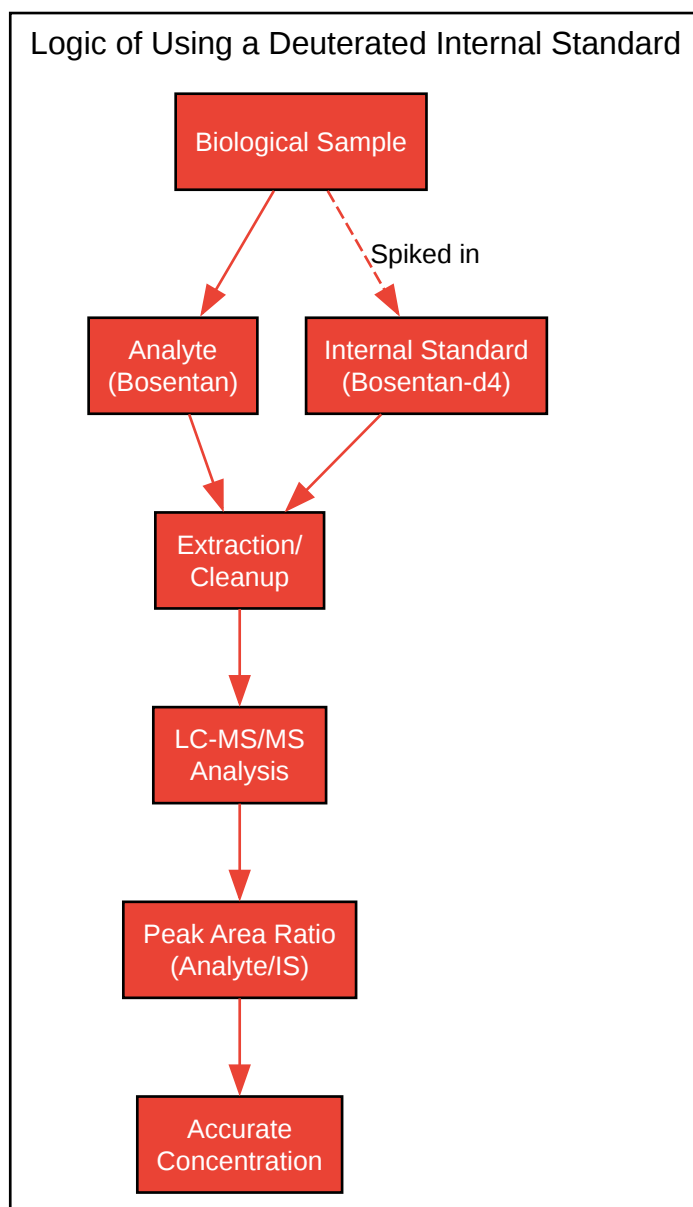 Logic of Using a Deuterated Internal Standard
Biological Sample
Spiked in
Analyte
(Bosentan)
Internal Standard
(Bosentan-d4)
Extraction/
Cleanup
LC-MS/MS
Analysis
Peak Area Ratio
(Analyte/IS)
Accurate
Concentration